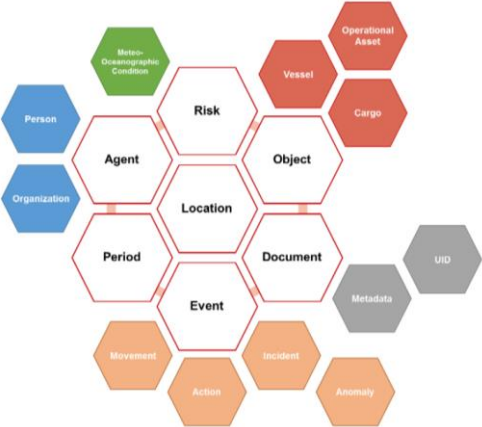 Operational
Asset
Meteo-
Oceanographic
Condition
Vessel
Risk
Cargo
Person
Agent
Object
Organization
Location
Period
Document
UID
Metadata
Event
Movement
Incident
Action
Anomaly